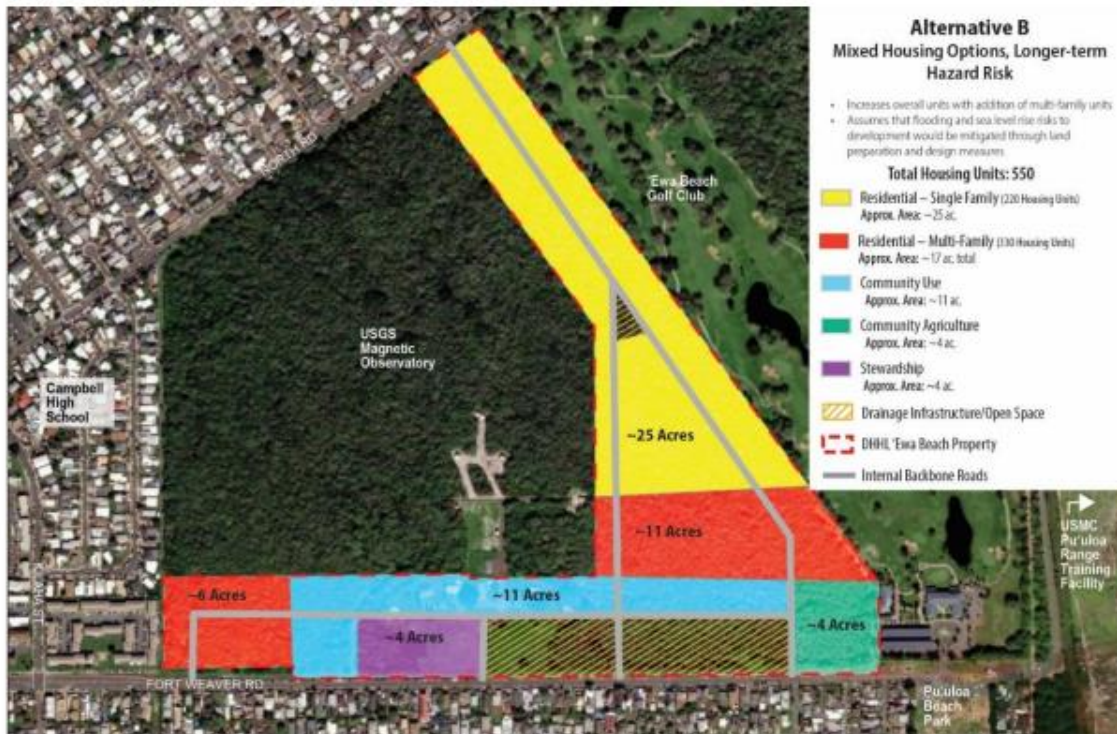 Alternative B
Mixed Housing Options, Longer-term
Hazard Risk
• Increases overall units with addition of multi-family units
• Assumes that flooding and sea level rise risks to
development would be mitigated through land
preparation and design measures
Total Housing Units: 550
Residential – Single Family (220 Housing Units)
Approx. Area: ~25 ac.
Residential – Multi-Family (330 Housing Units)
Approx. Area: ~17 ac. total
Community Use
Approx. Area: ~11 ac.
Community Agriculture
Approx. Area: ~4 ac.
Stewardship
Approx. Area: ~4 ac.
Drainage Infrastructure/Open Space
DHHL 'Ewa Beach Property
Internal Backbone Roads
'Ewa Beach
Golf Club
USGS
Magnetic
Observatory
Campbell
High
School
~25 Acres
~11 Acres
~6 Acres
~11 Acres
~4 Acres
~4 Acres
USMC
Pu'uloa
Range
Training
Facility
FORT WEAVER RD
Pu'uloa
Beach
Park